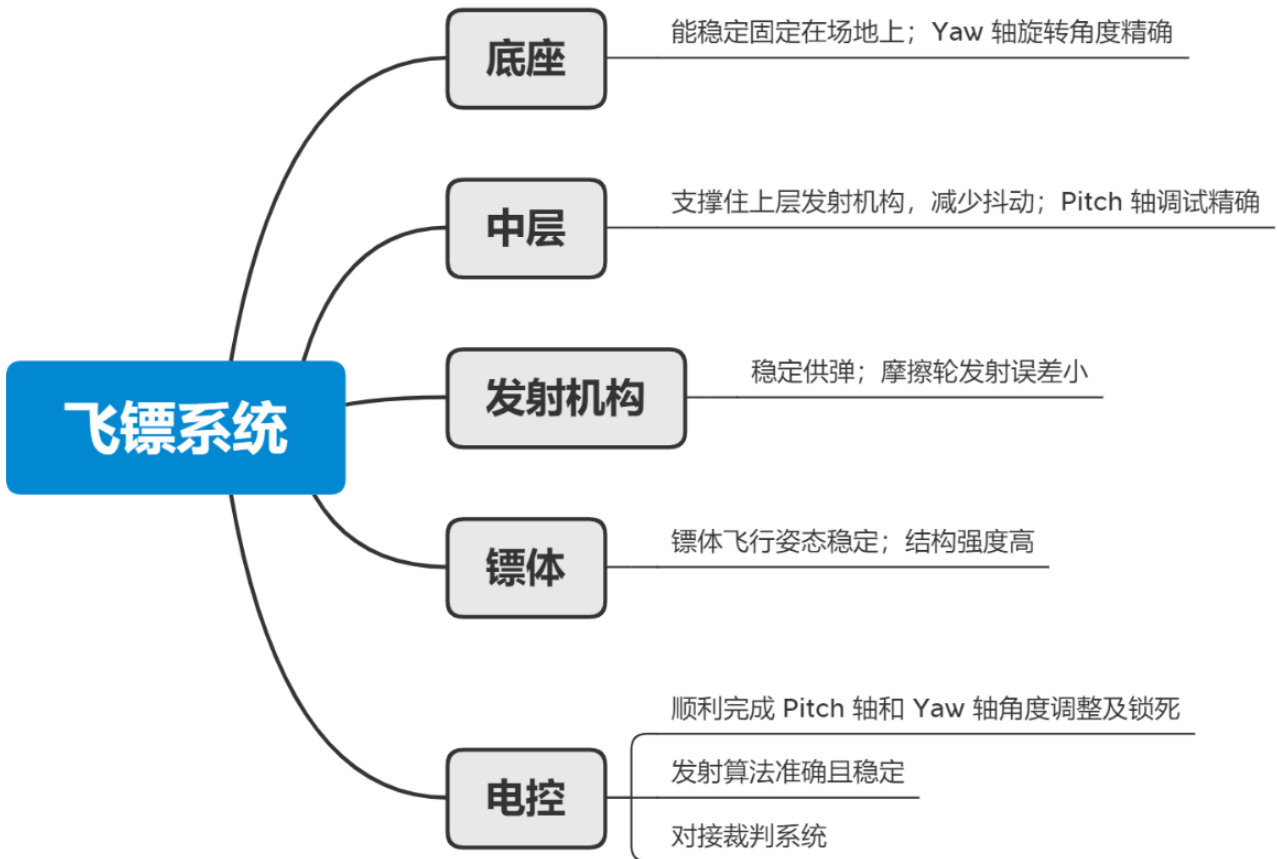 飞镖系统
底座
能稳定固定在场地上；Yaw 轴旋转角度精确
中层
支撑住上层发射机构，减少抖动；Pitch 轴调试精确
发射机构
稳定供弹；摩擦轮发射误差小
镖体
镖体飞行姿态稳定；结构强度高
电控
顺利完成 Pitch 轴和 Yaw 轴角度调整及锁死
发射算法准确且稳定
对接裁判系统